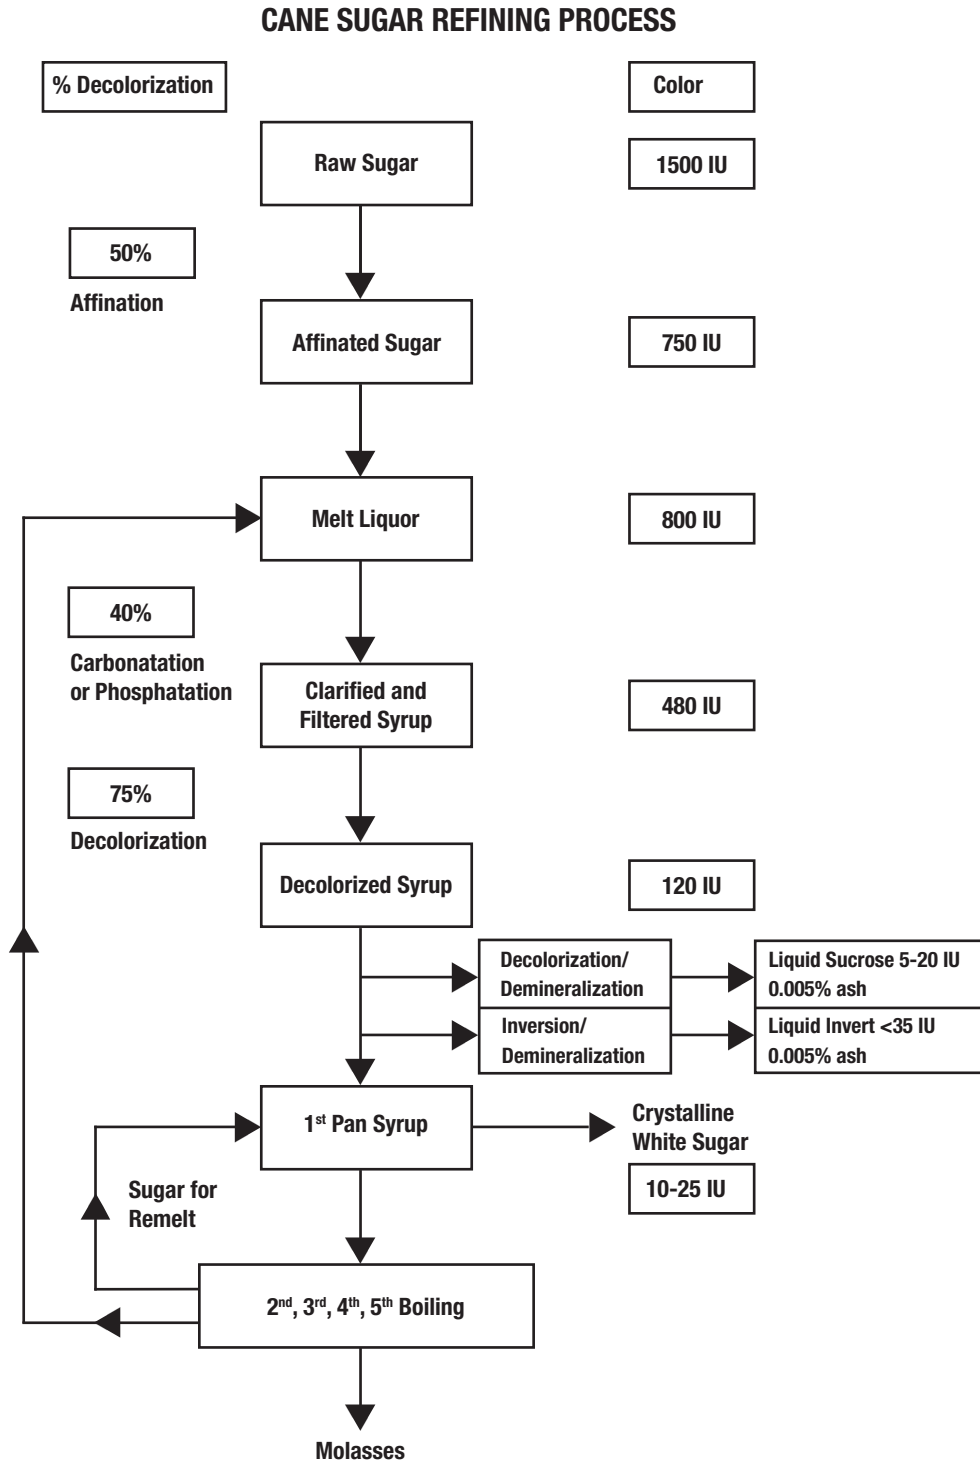 CANE SUGAR REFINING PROCESS
% Decolorization
Color
Raw Sugar
1500 IU
50%
Affination
Affinated Sugar
750 IU
Melt Liquor
800 IU
40%
Carbonatation
or Phosphatation
Clarified and
Filtered Syrup
480 IU
75%
Decolorization
Decolorized Syrup
120 IU
Decolorization/
Demineralization
Liquid Sucrose 5-20 IU
0.005% ash
Inversion/
Demineralization
Liquid Invert <35 IU
0.005% ash
1st Pan Syrup
Crystalline
White Sugar
10-25 IU
Sugar for
Remelt
2nd, 3rd, 4th, 5th Boiling
Molasses